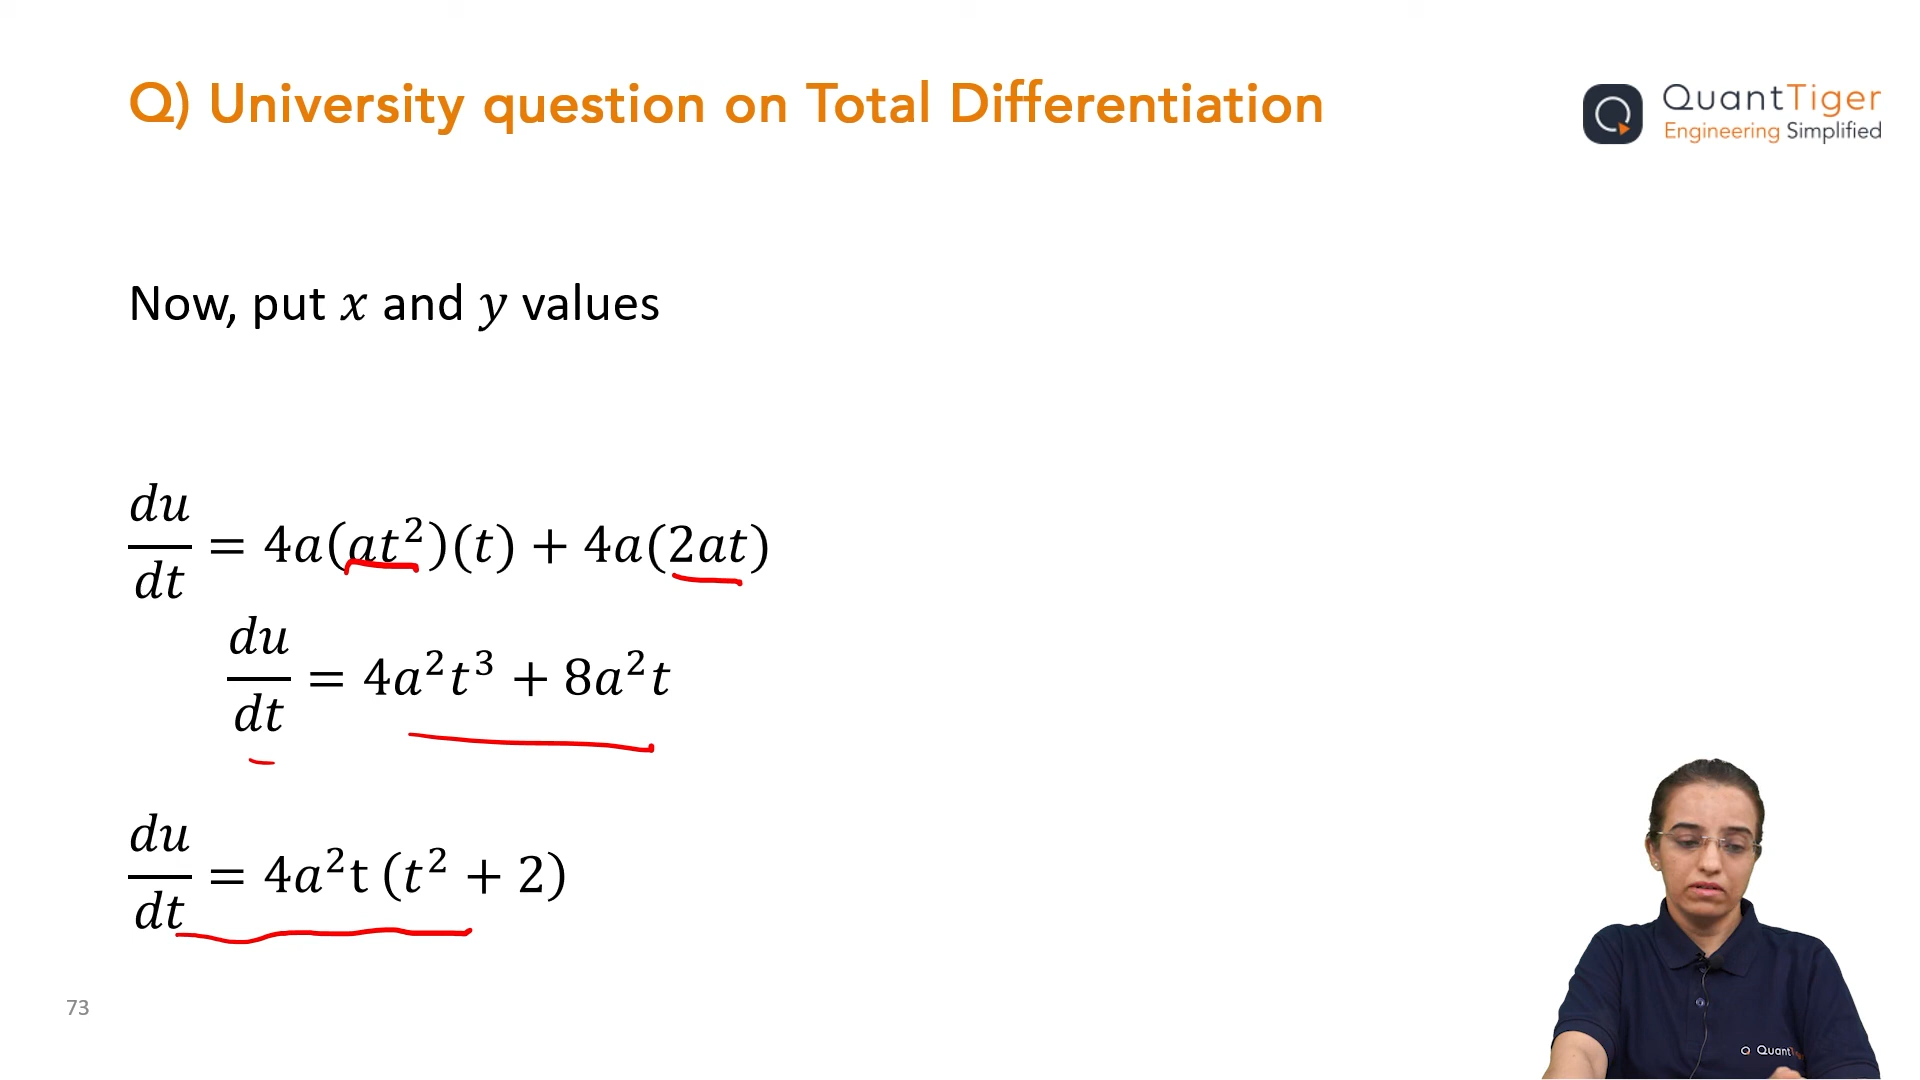 Q) University question on Total Differentiation
QuantTiger
Engineering Simplified
Now, put x and y values
du/dt = 4a(at²)(t) + 4a(2at)
du/dt = 4a²t³ + 8a²t
du/dt = 4a²t (t² + 2)
73
Quant